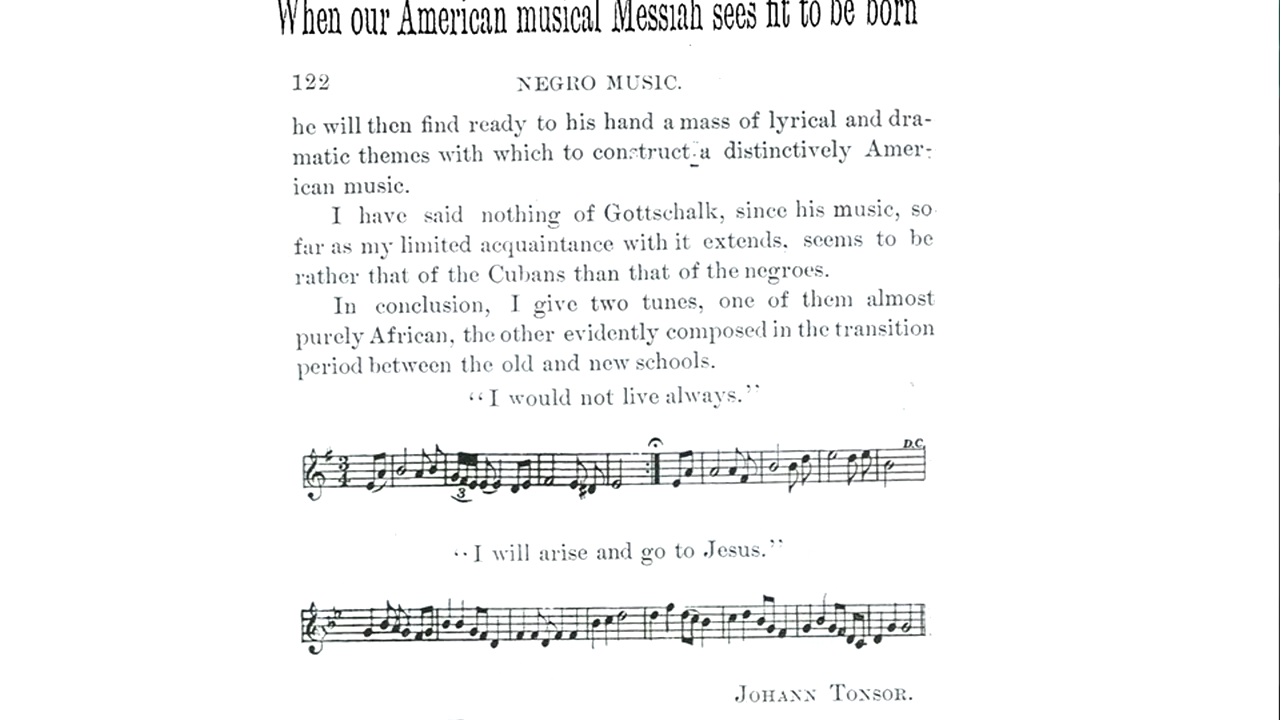 When our American musical Messiah sees fit to be born
122 NEGRO MUSIC.
he will then find ready to his hand a mass of lyrical and dra-
matic themes with which to construct a distinctively Amer-
ican music.
I have said nothing of Gottschalk, since his music, so
far as my limited acquaintance with it extends, seems to be
rather that of the Cubans than that of the negroes.
In conclusion, I give two tunes, one of them almost
purely African, the other evidently composed in the transition
period between the old and new schools.
“I would not live always.”
3
4
3
D.C.
“I will arise and go to Jesus.”
JOHANN TONSOR.